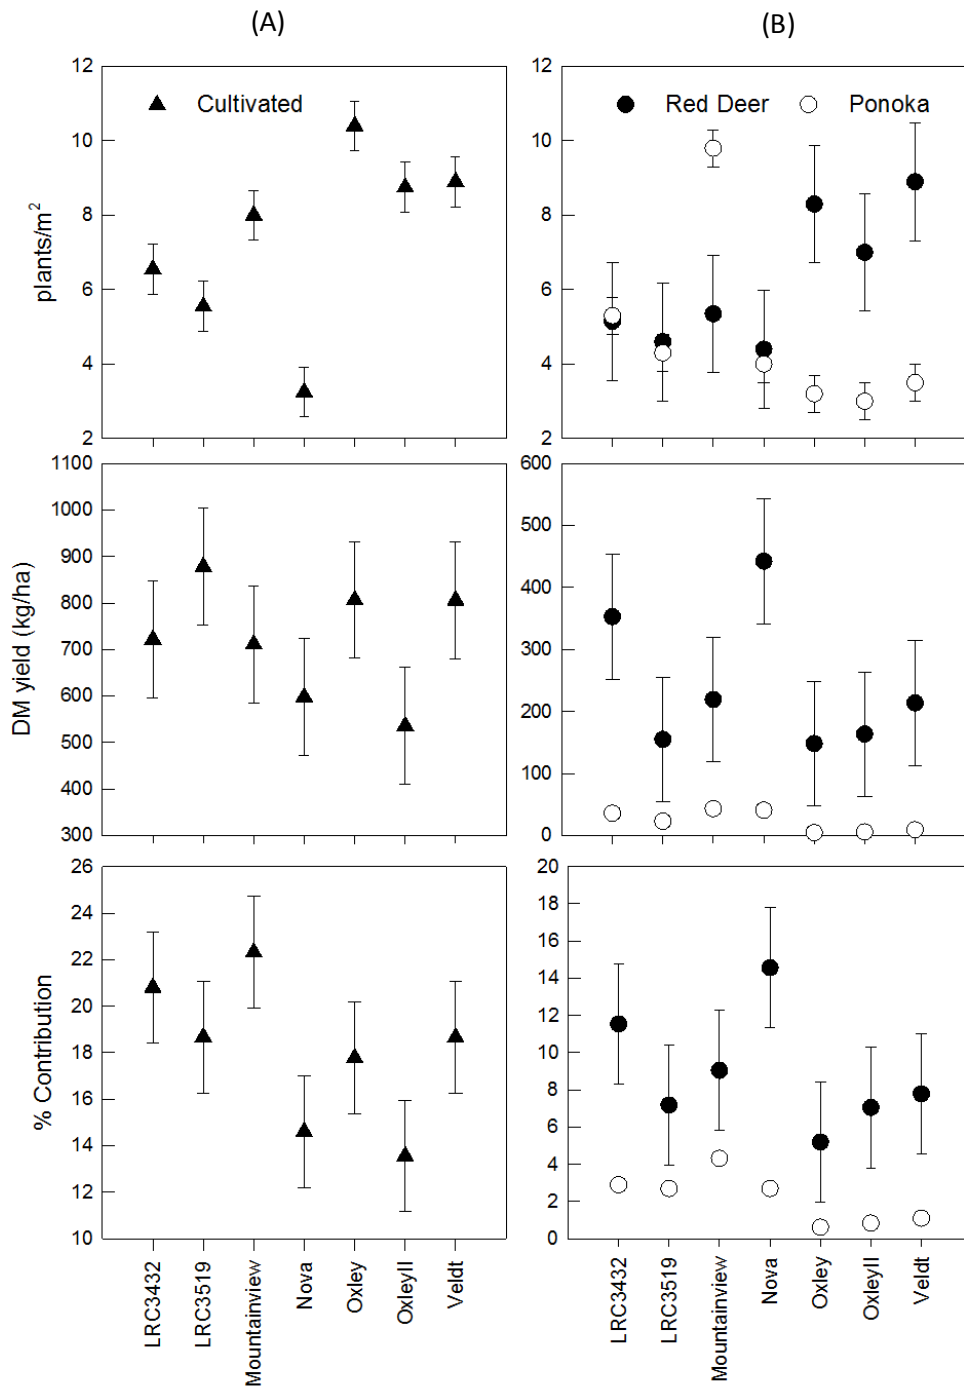 (A)
(B)
plants/m²
12
10
8
6
4
2
Cultivated
12
10
8
6
4
2
Red Deer
Ponoka
DM yield (kg/ha)
1100
1000
900
800
700
600
500
400
300
600
500
400
300
200
100
0
% Contribution
26
24
22
20
18
16
14
12
10
20
18
16
14
12
10
8
6
4
2
0
LRC3432
LRC3519
Mountainview
Nova
Oxley
OxleyII
Veldt
LRC3432
LRC3519
Mountainview
Nova
Oxley
OxleyII
Veldt